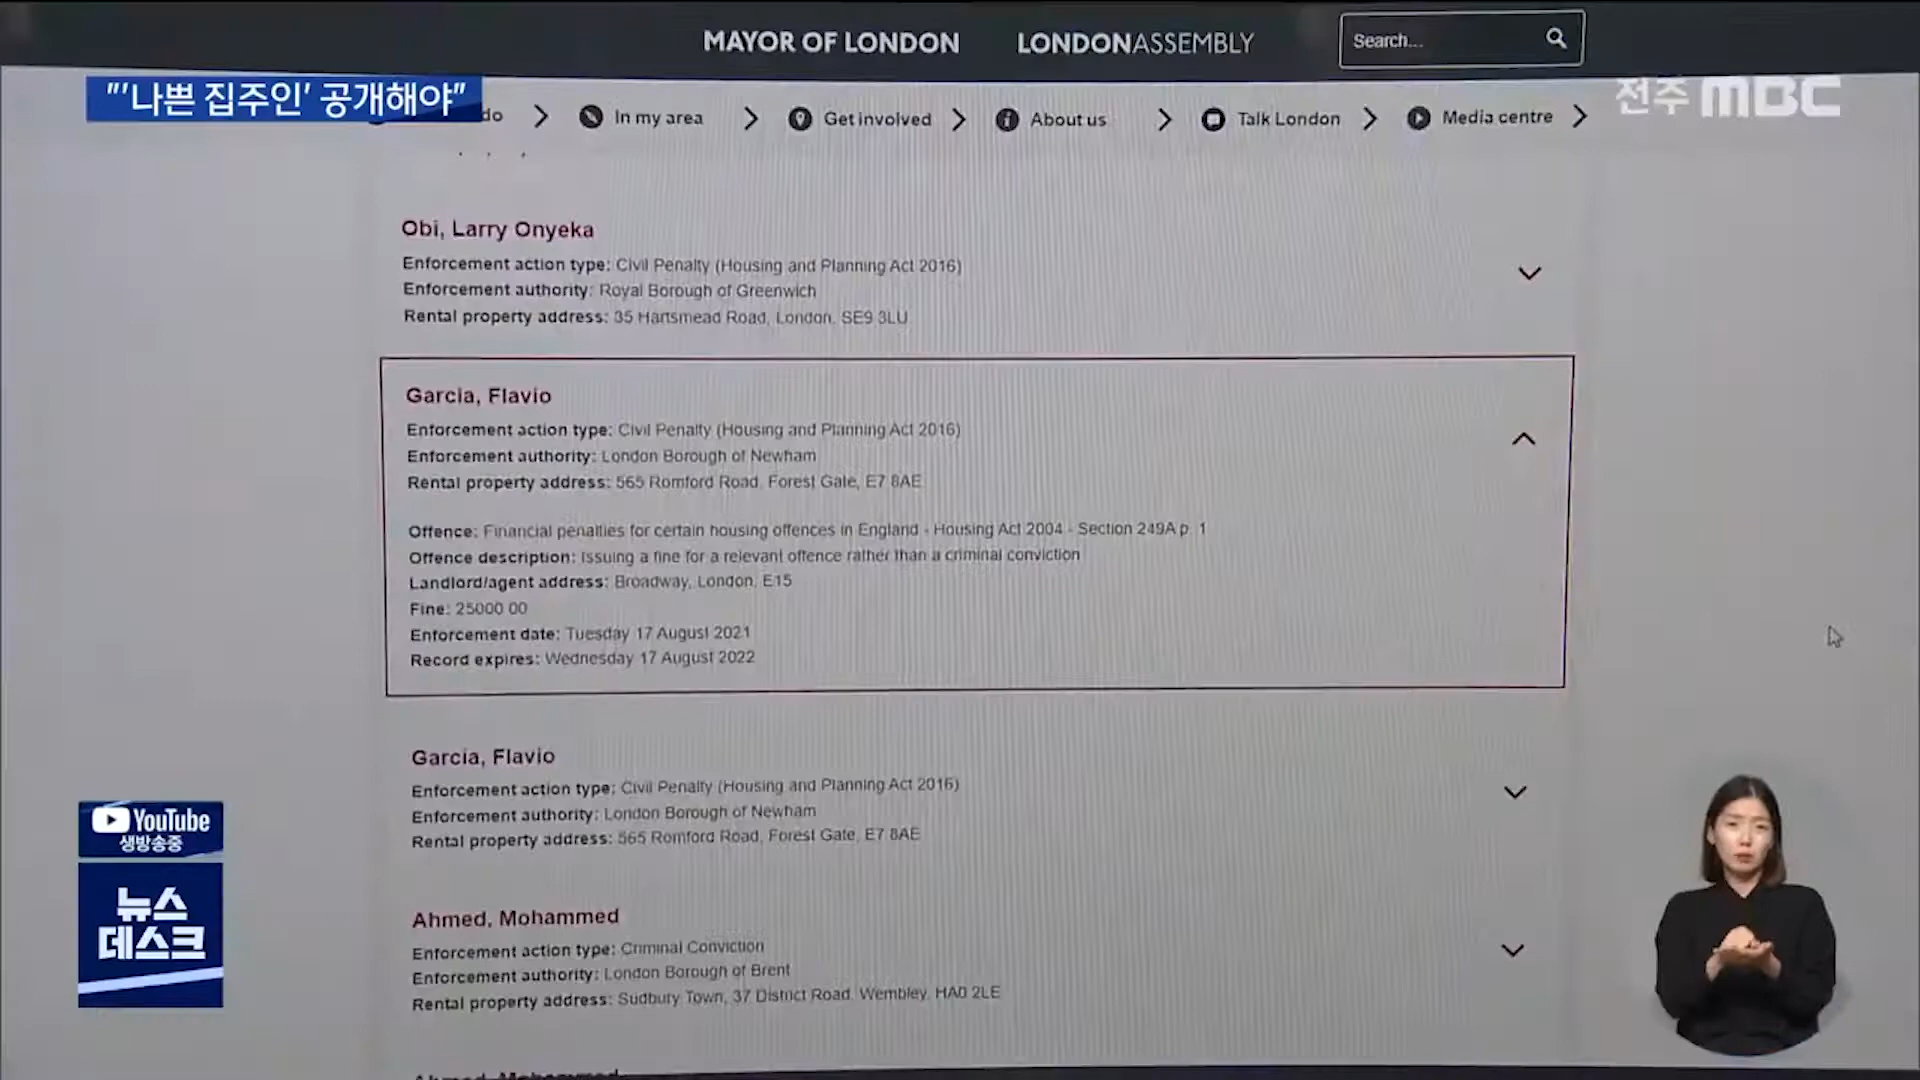 MAYOR OF LONDON LONDONASSEMBLY Search...
"'나쁜 집주인' 공개해야"
전주 MBC
do In my area Get involved About us Talk London Media centre
Obi, Larry Onyeka
Enforcement action type: Civil Penalty (Housing and Planning Act 2016)
Enforcement authority: Royal Borough of Greenwich
Rental property address: 35 Hartsmead Road, London, SE9 3LU
Garcia, Flavio
Enforcement action type: Civil Penalty (Housing and Planning Act 2016)
Enforcement authority: London Borough of Newham
Rental property address: 565 Romford Road, Forest Gate, E7 8AE
Offence: Financial penalties for certain housing offences in England - Housing Act 2004 - Section 249A p. 1
Offence description: Issuing a fine for a relevant offence rather than a criminal conviction
Landlord/agent address: Broadway, London, E15
Fine: 25000.00
Enforcement date: Tuesday 17 August 2021
Record expires: Wednesday 17 August 2022
Garcia, Flavio
Enforcement action type: Civil Penalty (Housing and Planning Act 2016)
Enforcement authority: London Borough of Newham
Rental property address: 565 Romford Road, Forest Gate, E7 8AE
Ahmed, Mohammed
Enforcement action type: Criminal Conviction
Enforcement authority: London Borough of Brent
Rental property address: Sudbury Town, 37 District Road, Wembley, HA0 2LE
YouTube
생방송중
뉴스
데스크